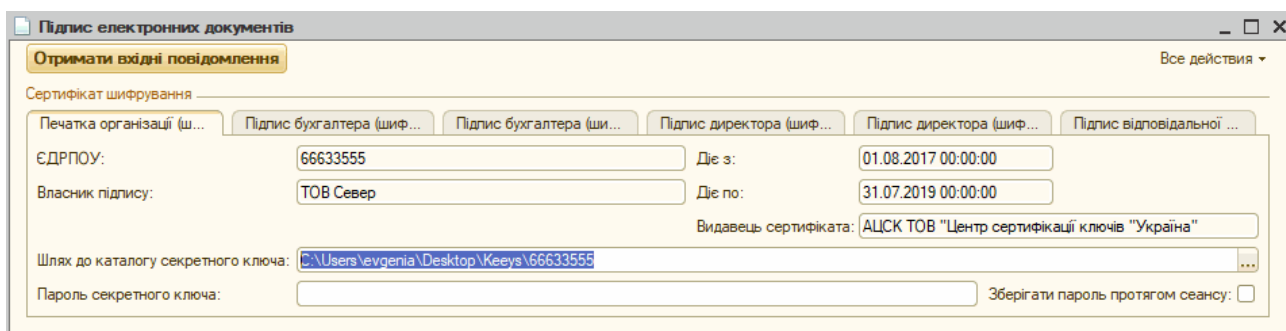 Підпис електронних документів
Отримати вхідні повідомлення Все действия
Сертифікат шифрування
Печатка організації (ш... Підпис бухгалтера (шиф... Підпис бухгалтера (ши... Підпис директора (шиф... Підпис директора (шиф... Підпис відповідальної ...
ЄДРПОУ: 66633555 Діє з: 01.08.2017 00:00:00
Власник підпису: ТОВ Север Діє по: 31.07.2019 00:00:00
Видавець сертифіката: АЦСК ТОВ "Центр сертифікації ключів "Україна"
Шлях до каталогу секретного ключа: C:\Users\evgenia\Desktop\Keeys\66633555 ...
Пароль секретного ключа: Зберігати пароль протягом сеансу: